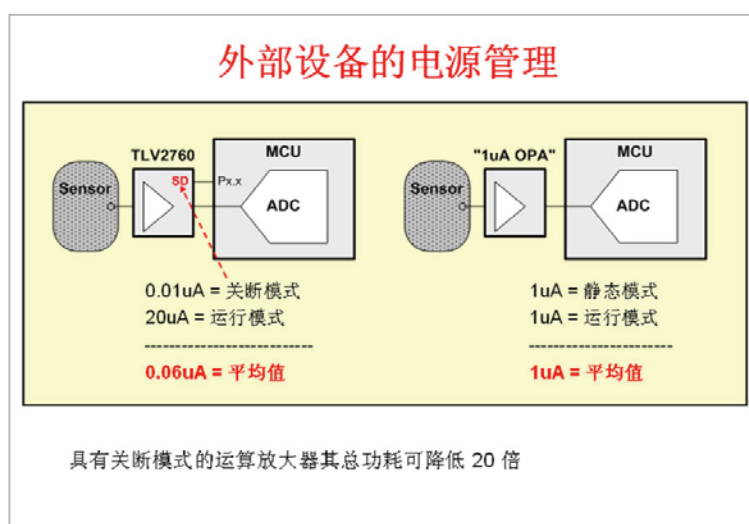 外部设备的电源管理
TLV2760
MCU
Sensor
SD
Px.x
ADC
0.01uA = 关断模式
20uA = 运行模式
---------------------------
0.06uA = 平均值
"1uA OPA"
MCU
Sensor
ADC
1uA = 静态模式
1uA = 运行模式
-----------------------
1uA = 平均值
具有关断模式的运算放大器其总功耗可降低 20 倍